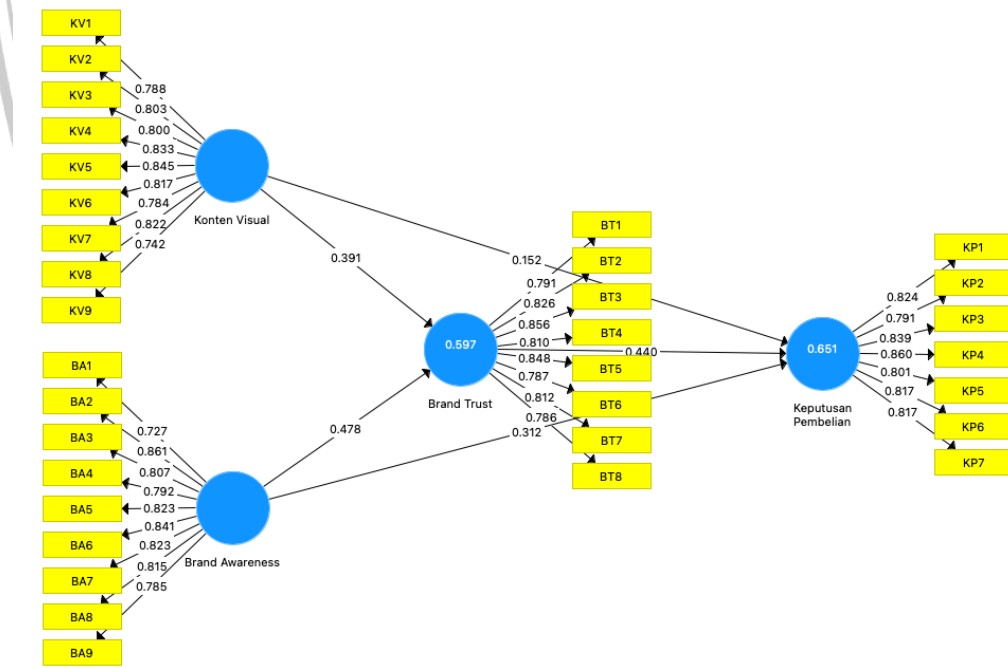 KV1
KV2
KV3
KV4
KV5
KV6
KV7
KV8
KV9
0.788
0.803
0.800
0.833
0.845
0.817
0.784
0.822
0.742
Konten Visual
0.391
0.152
BA1
BA2
BA3
BA4
BA5
BA6
BA7
BA8
BA9
0.727
0.861
0.807
0.792
0.823
0.841
0.823
0.815
0.785
Brand Awareness
0.478
0.312
0.597
Brand Trust
0.791
0.826
0.856
0.810
0.848
0.787
0.812
0.786
BT1
BT2
BT3
BT4
BT5
BT6
BT7
BT8
0.440
0.651
Keputusan
Pembelian
0.824
0.791
0.839
0.860
0.801
0.817
0.817
KP1
KP2
KP3
KP4
KP5
KP6
KP7